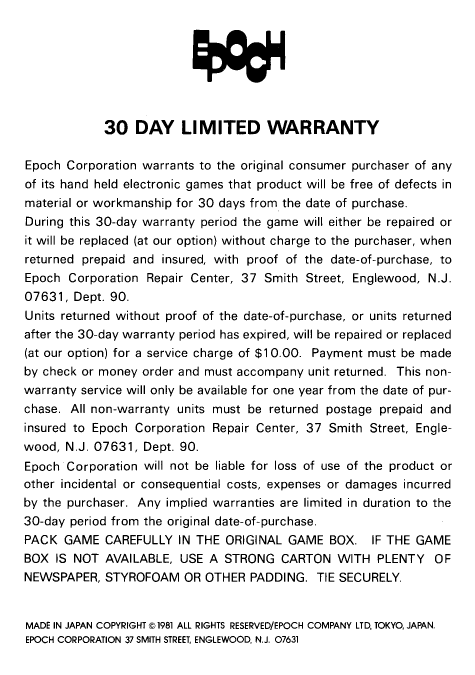 EPOCH
30 DAY LIMITED WARRANTY
Epoch Corporation warrants to the original consumer purchaser of any
of its hand held electronic games that product will be free of defects in
material or workmanship for 30 days from the date of purchase.
During this 30-day warranty period the game will either be repaired or
it will be replaced (at our option) without charge to the purchaser, when
returned prepaid and insured, with proof of the date-of-purchase, to
Epoch Corporation Repair Center, 37 Smith Street, Englewood, N.J.
07631, Dept. 90.
Units returned without proof of the date-of-purchase, or units returned
after the 30-day warranty period has expired, will be repaired or replaced
(at our option) for a service charge of $10.00. Payment must be made
by check or money order and must accompany unit returned. This non-
warranty service will only be available for one year from the date of pur-
chase. All non-warranty units must be returned postage prepaid and
insured to Epoch Corporation Repair Center, 37 Smith Street, Engle-
wood, N.J. 07631, Dept. 90.
Epoch Corporation will not be liable for loss of use of the product or
other incidental or consequential costs, expenses or damages incurred
by the purchaser. Any implied warranties are limited in duration to the
30-day period from the original date-of-purchase.
PACK GAME CAREFULLY IN THE ORIGINAL GAME BOX. IF THE GAME
BOX IS NOT AVAILABLE, USE A STRONG CARTON WITH PLENTY OF
NEWSPAPER, STYROFOAM OR OTHER PADDING. TIE SECURELY.
MADE IN JAPAN COPYRIGHT © 1981 ALL RIGHTS RESERVED/EPOCH COMPANY LTD, TOKYO, JAPAN.
EPOCH CORPORATION 37 SMITH STREET, ENGLEWOOD, N.J. 07631